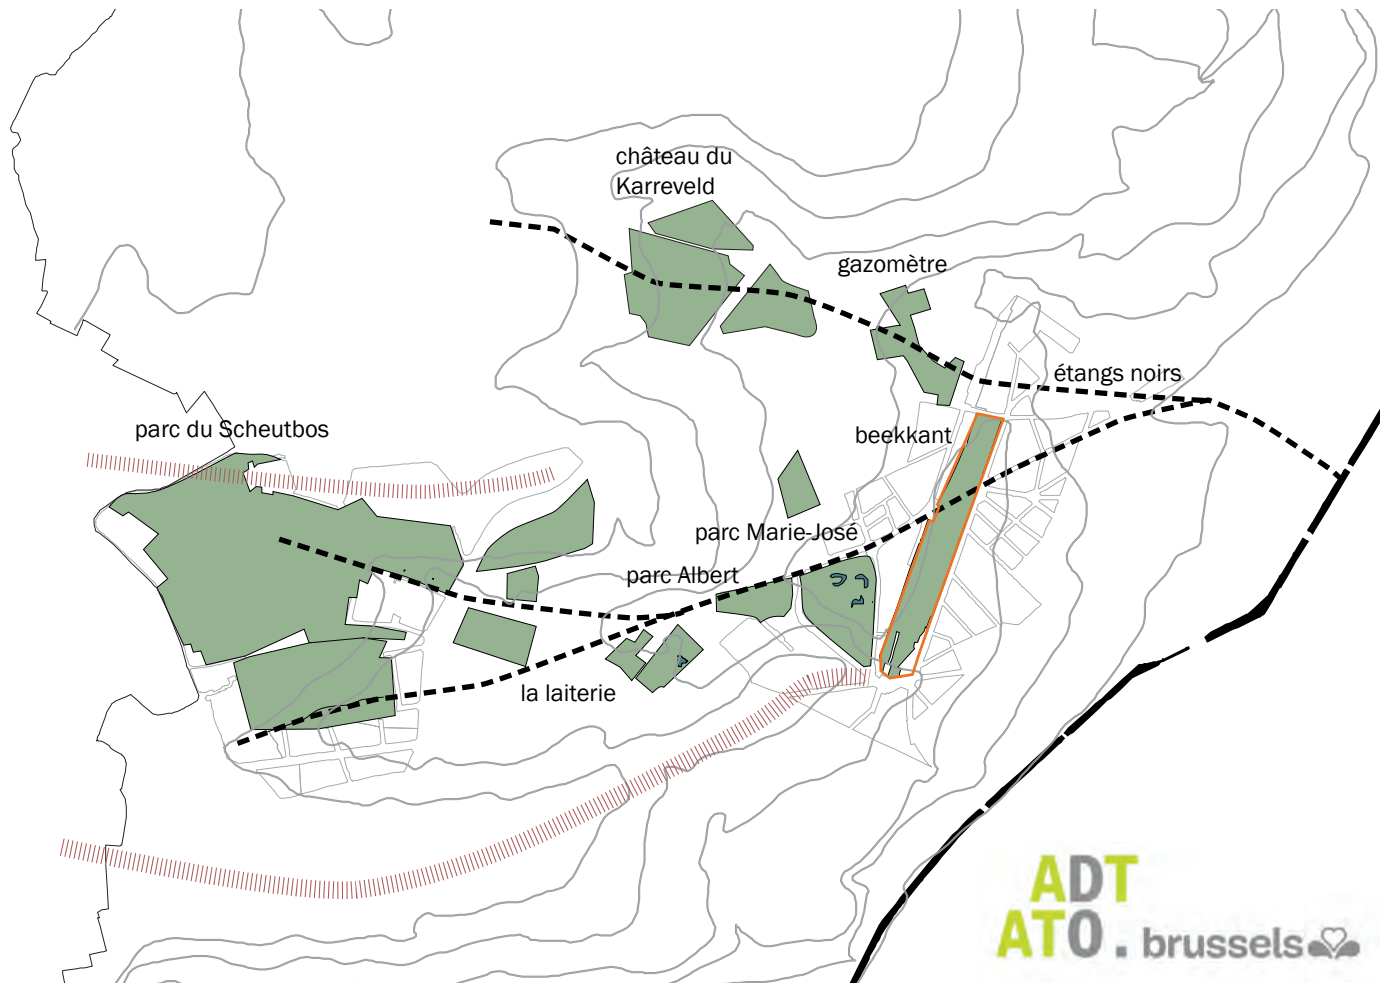 château du
Karreveld
gazomètre
étangs noirs
parc du Scheutbos
beekkant
parc Marie-José
parc Albert
la laiterie
ADT
ATO . brussels